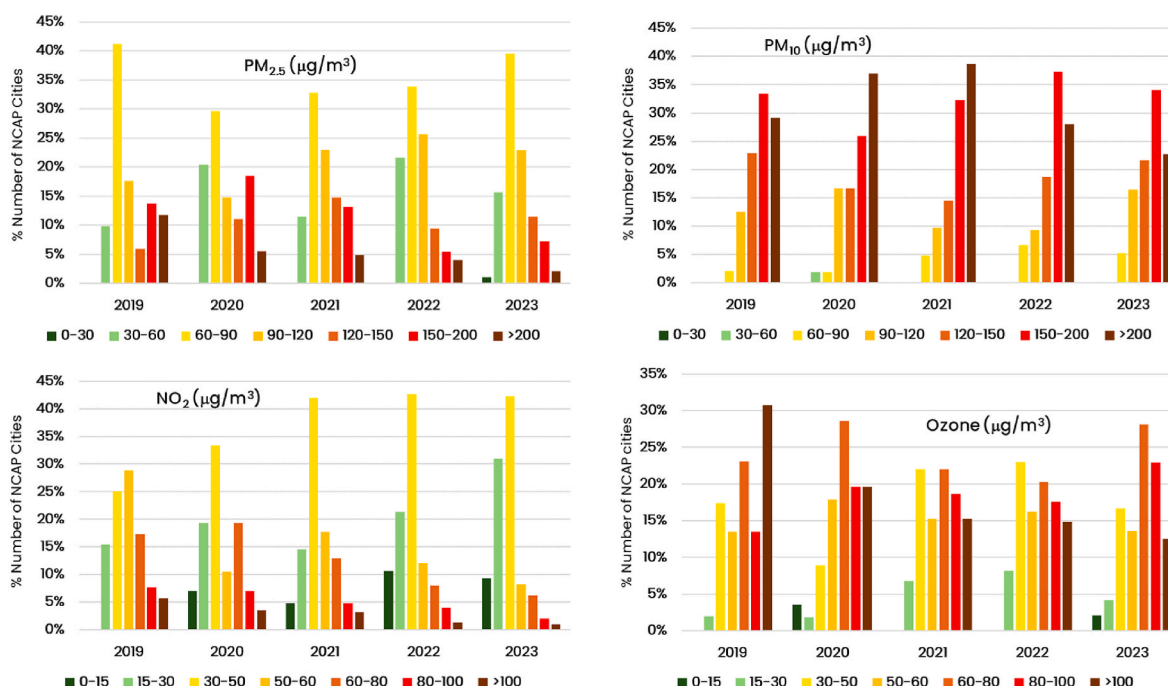 PM2.5 (μg/m³)
% Number of NCAP Cities
45%
40%
35%
30%
25%
20%
15%
10%
5%
0%
2019 2020 2021 2022 2023
0-30 30-60 60-90 90-120 120-150 150-200 >200
PM10 (μg/m³)
% Number of NCAP Cities
45%
40%
35%
30%
25%
20%
15%
10%
5%
0%
2019 2020 2021 2022 2023
0-30 30-60 60-90 90-120 120-150 150-200 >200
NO2 (μg/m³)
% Number of NCAP Cities
45%
40%
35%
30%
25%
20%
15%
10%
5%
0%
2019 2020 2021 2022 2023
0-15 15-30 30-50 50-60 60-80 80-100 >100
Ozone (μg/m³)
% Number of NCAP Cities
35%
30%
25%
20%
15%
10%
5%
0%
2019 2020 2021 2022 2023
0-15 15-30 30-50 50-60 60-80 80-100 >100